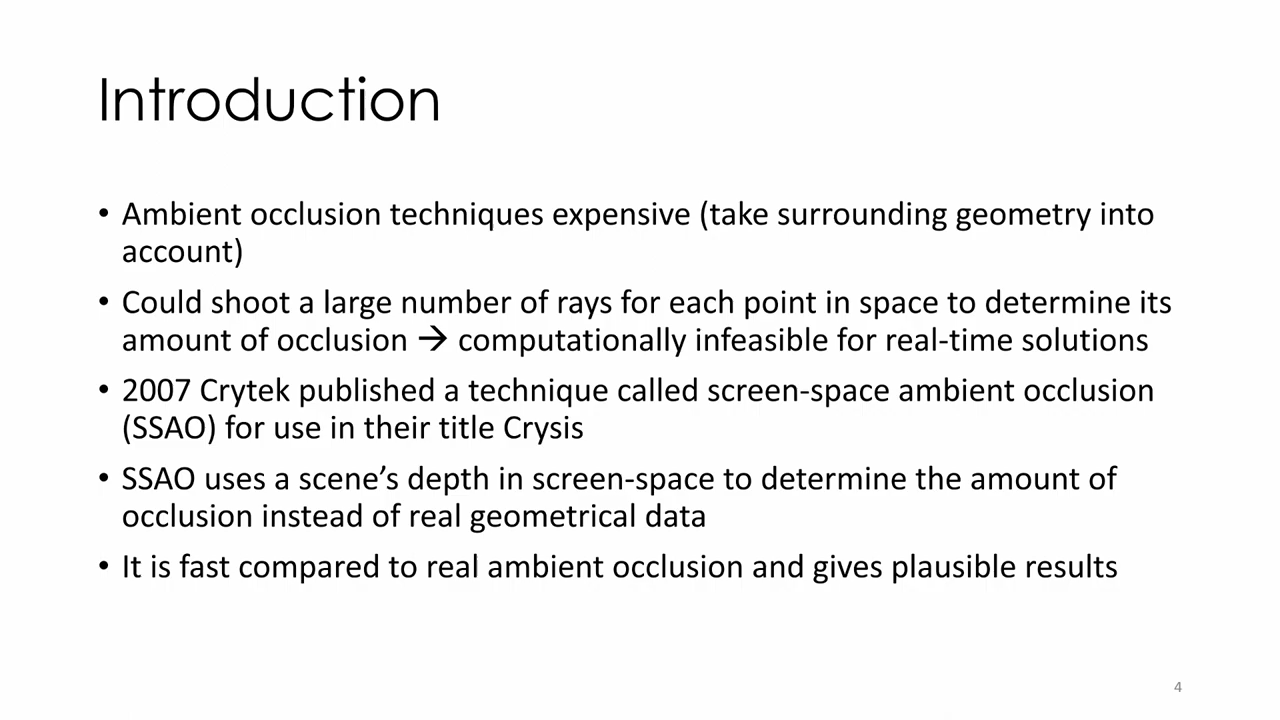 Introduction
• Ambient occlusion techniques expensive (take surrounding geometry into
account)
• Could shoot a large number of rays for each point in space to determine its
amount of occlusion → computationally infeasible for real-time solutions
• 2007 Crytek published a technique called screen-space ambient occlusion
(SSAO) for use in their title Crysis
• SSAO uses a scene’s depth in screen-space to determine the amount of
occlusion instead of real geometrical data
• It is fast compared to real ambient occlusion and gives plausible results
4